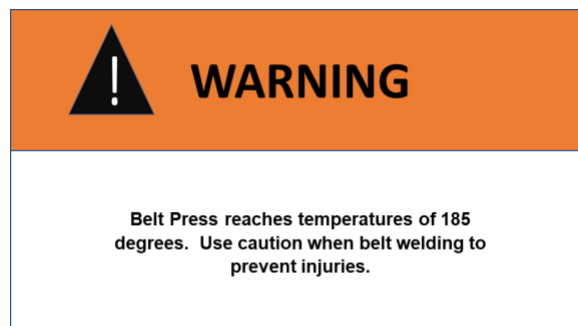 ! WARNING
Belt Press reaches temperatures of 185
degrees.  Use caution when belt welding to
prevent injuries.